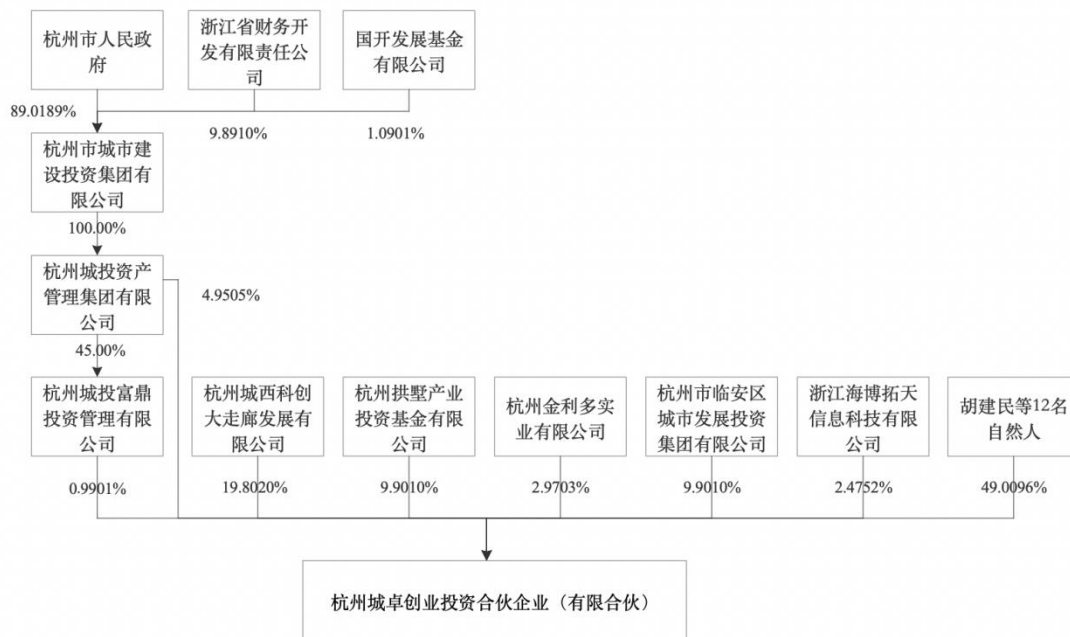 杭州市人民政
府
浙江省财务开
发有限责任公
司
国开发展基金
有限公司
89.0189%
9.8910%
1.0901%
杭州市城市建
设投资集团有
限公司
100.00%
杭州城投资产
管理集团有限
公司
4.9505%
45.00%
杭州城投富鼎
投资管理有限
公司
杭州城西科创
大走廊发展有
限公司
杭州拱墅产业
投资基金有限
公司
杭州金利多实
业有限公司
杭州市临安区
城市发展投资
集团有限公司
浙江海博拓天
信息科技有限
公司
胡建民等12名
自然人
0.9901%
19.8020%
9.9010%
2.9703%
9.9010%
2.4752%
49.0096%
杭州城卓创业投资合伙企业（有限合伙）